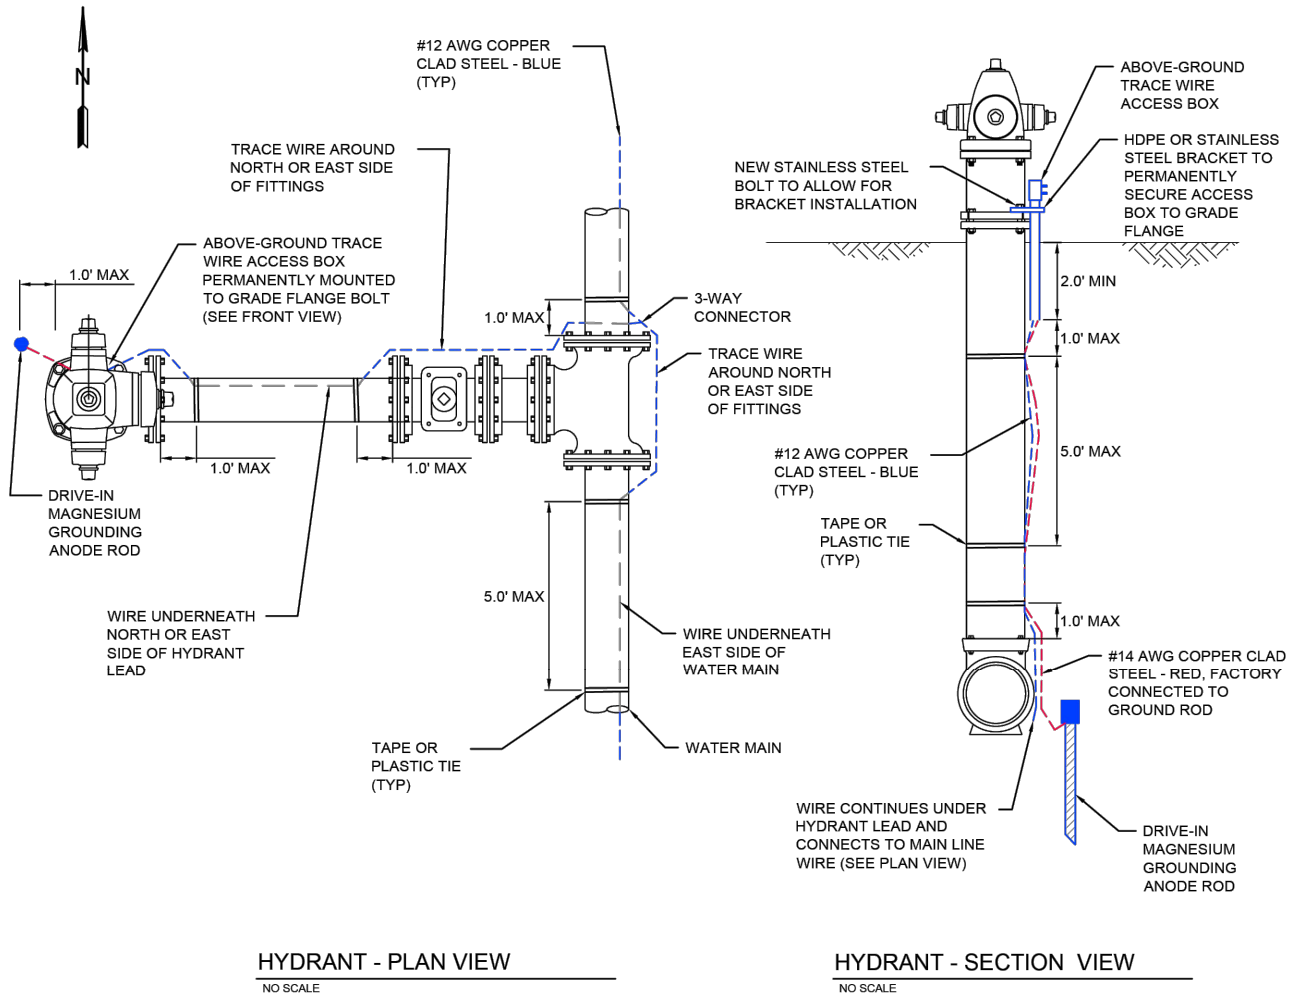 N
#12 AWG COPPER
CLAD STEEL - BLUE
(TYP)
TRACE WIRE AROUND
NORTH OR EAST SIDE
OF FITTINGS
ABOVE-GROUND TRACE
WIRE ACCESS BOX
PERMANENTLY MOUNTED
TO GRADE FLANGE BOLT
(SEE FRONT VIEW)
1.0' MAX
1.0' MAX
3-WAY
CONNECTOR
TRACE WIRE
AROUND NORTH
OR EAST SIDE
OF FITTINGS
1.0' MAX
1.0' MAX
DRIVE-IN
MAGNESIUM
GROUNDING
ANODE ROD
5.0' MAX
WIRE UNDERNEATH
NORTH OR EAST
SIDE OF HYDRANT
LEAD
WIRE UNDERNEATH
EAST SIDE OF
WATER MAIN
TAPE OR
PLASTIC TIE
(TYP)
WATER MAIN
HYDRANT - PLAN VIEW
NO SCALE
ABOVE-GROUND
TRACE WIRE
ACCESS BOX
NEW STAINLESS STEEL
BOLT TO ALLOW FOR
BRACKET INSTALLATION
HDPE OR STAINLESS
STEEL BRACKET TO
PERMANENTLY
SECURE ACCESS
BOX TO GRADE
FLANGE
2.0' MIN
1.0' MAX
#12 AWG COPPER
CLAD STEEL - BLUE
(TYP)
5.0' MAX
TAPE OR
PLASTIC TIE
(TYP)
1.0' MAX
#14 AWG COPPER CLAD
STEEL - RED, FACTORY
CONNECTED TO
GROUND ROD
WIRE CONTINUES UNDER
HYDRANT LEAD AND
CONNECTS TO MAIN LINE
WIRE (SEE PLAN VIEW)
DRIVE-IN
MAGNESIUM
GROUNDING
ANODE ROD
HYDRANT - SECTION VIEW
NO SCALE